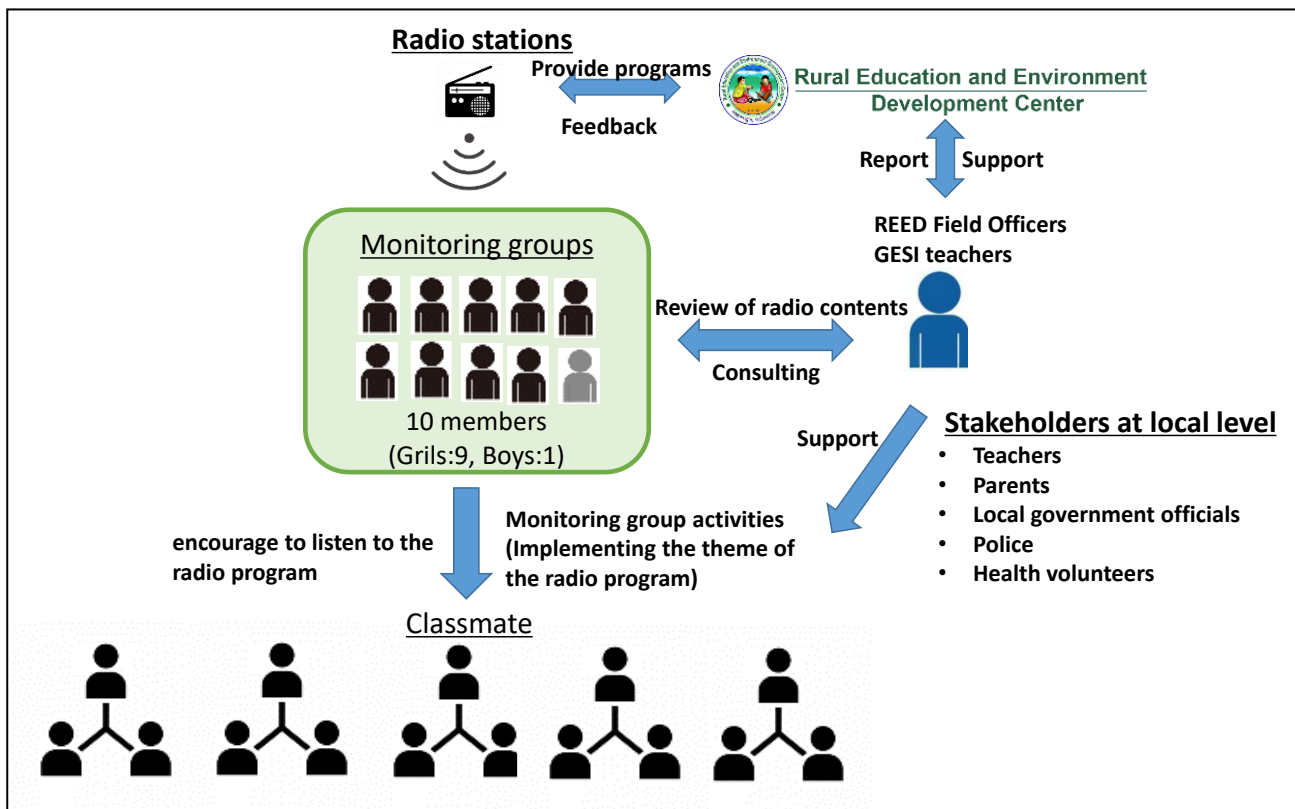 Radio stations
Provide programs
Feedback
Rural Education and Environment
Development Center
Report
Support
REED Field Officers
GESI teachers
Monitoring groups
10 members
(Grils:9, Boys:1)
Review of radio contents
Consulting
Support
Stakeholders at local level
• Teachers
• Parents
• Local government officials
• Police
• Health volunteers
encourage to listen to the
radio program
Monitoring group activities
(Implementing the theme of
the radio program)
Classmate